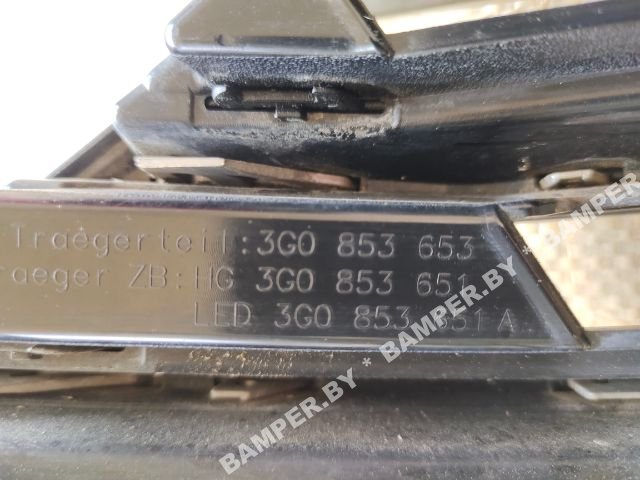 Traegerteil:3G0 853 653
raeger ZB:HG 3G0 853 651
LED 3G0 853 651 A
BAMPER.BY * BAMPER.BY * BAMPER.BY